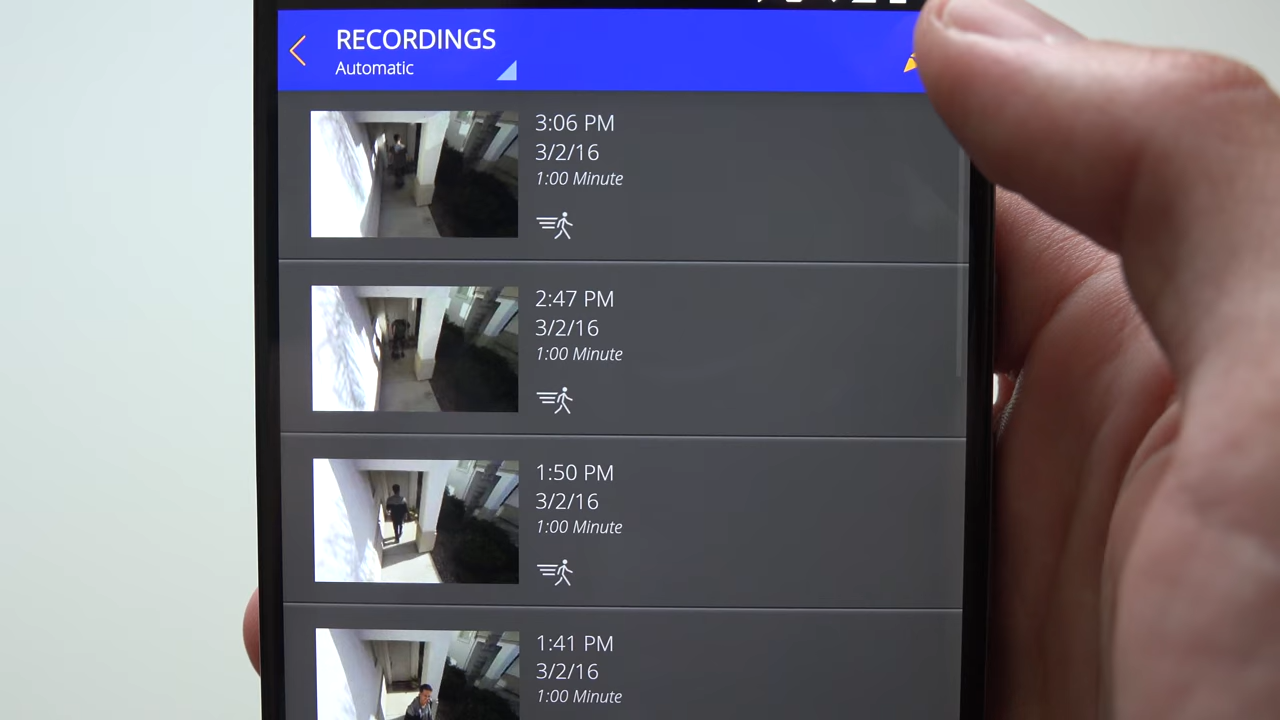 RECORDINGS
Automatic
3:06 PM
3/2/16
1:00 Minute
2:47 PM
3/2/16
1:00 Minute
1:50 PM
3/2/16
1:00 Minute
1:41 PM
3/2/16
1:00 Minute